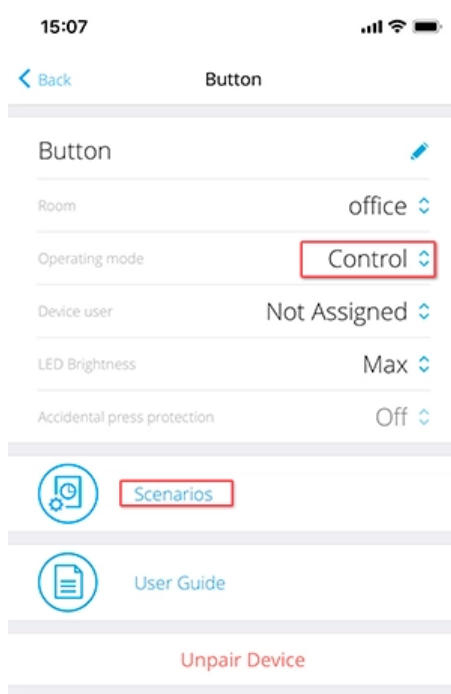 15:07
Back Button
Button
Room office
Operating mode Control
Device user Not Assigned
LED Brightness Max
Accidental press protection Off
Scenarios
User Guide
Unpair Device